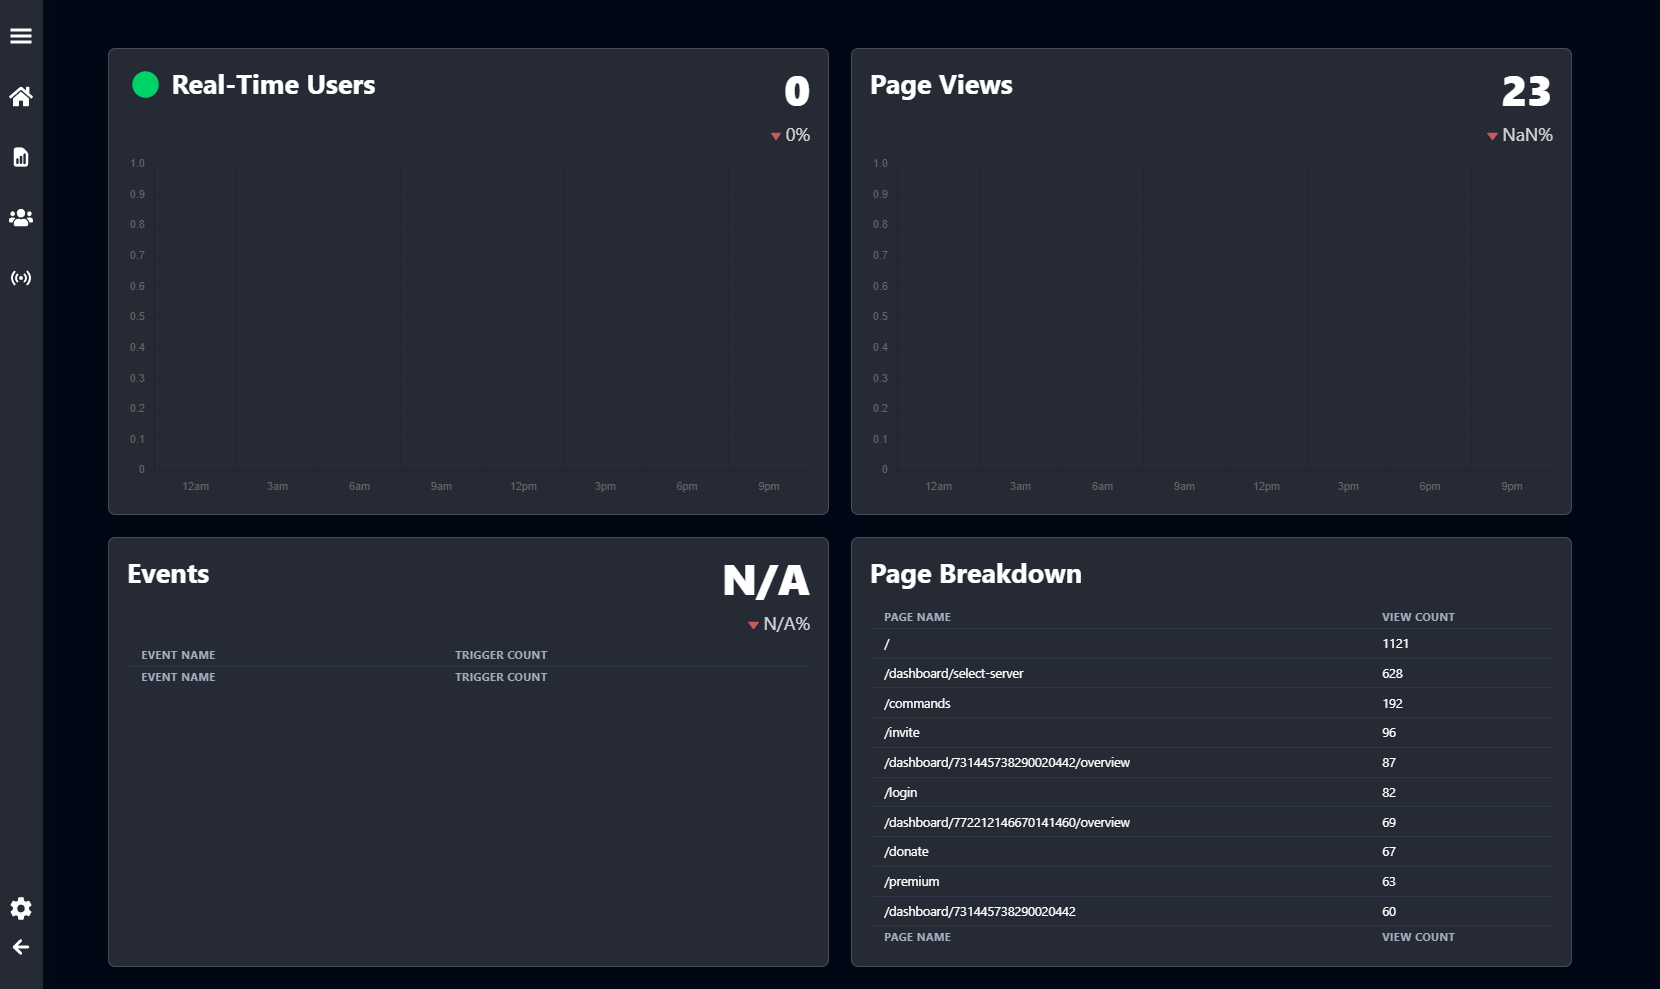 Real-Time Users
0
0%
1.0
0.9
0.8
0.7
0.6
0.5
0.4
0.3
0.2
0.1
0
12am 3am 6am 9am 12pm 3pm 6pm 9pm
Page Views
23
NaN%
1.0
0.9
0.8
0.7
0.6
0.5
0.4
0.3
0.2
0.1
0
12am 3am 6am 9am 12pm 3pm 6pm 9pm
Events
N/A
N/A%
EVENT NAME TRIGGER COUNT
EVENT NAME TRIGGER COUNT
Page Breakdown
PAGE NAME VIEW COUNT
/ 1121
/dashboard/select-server 628
/commands 192
/invite 96
/dashboard/731445738290020442/overview 87
/login 82
/dashboard/772212146670141460/overview 69
/donate 67
/premium 63
/dashboard/731445738290020442 60
PAGE NAME VIEW COUNT